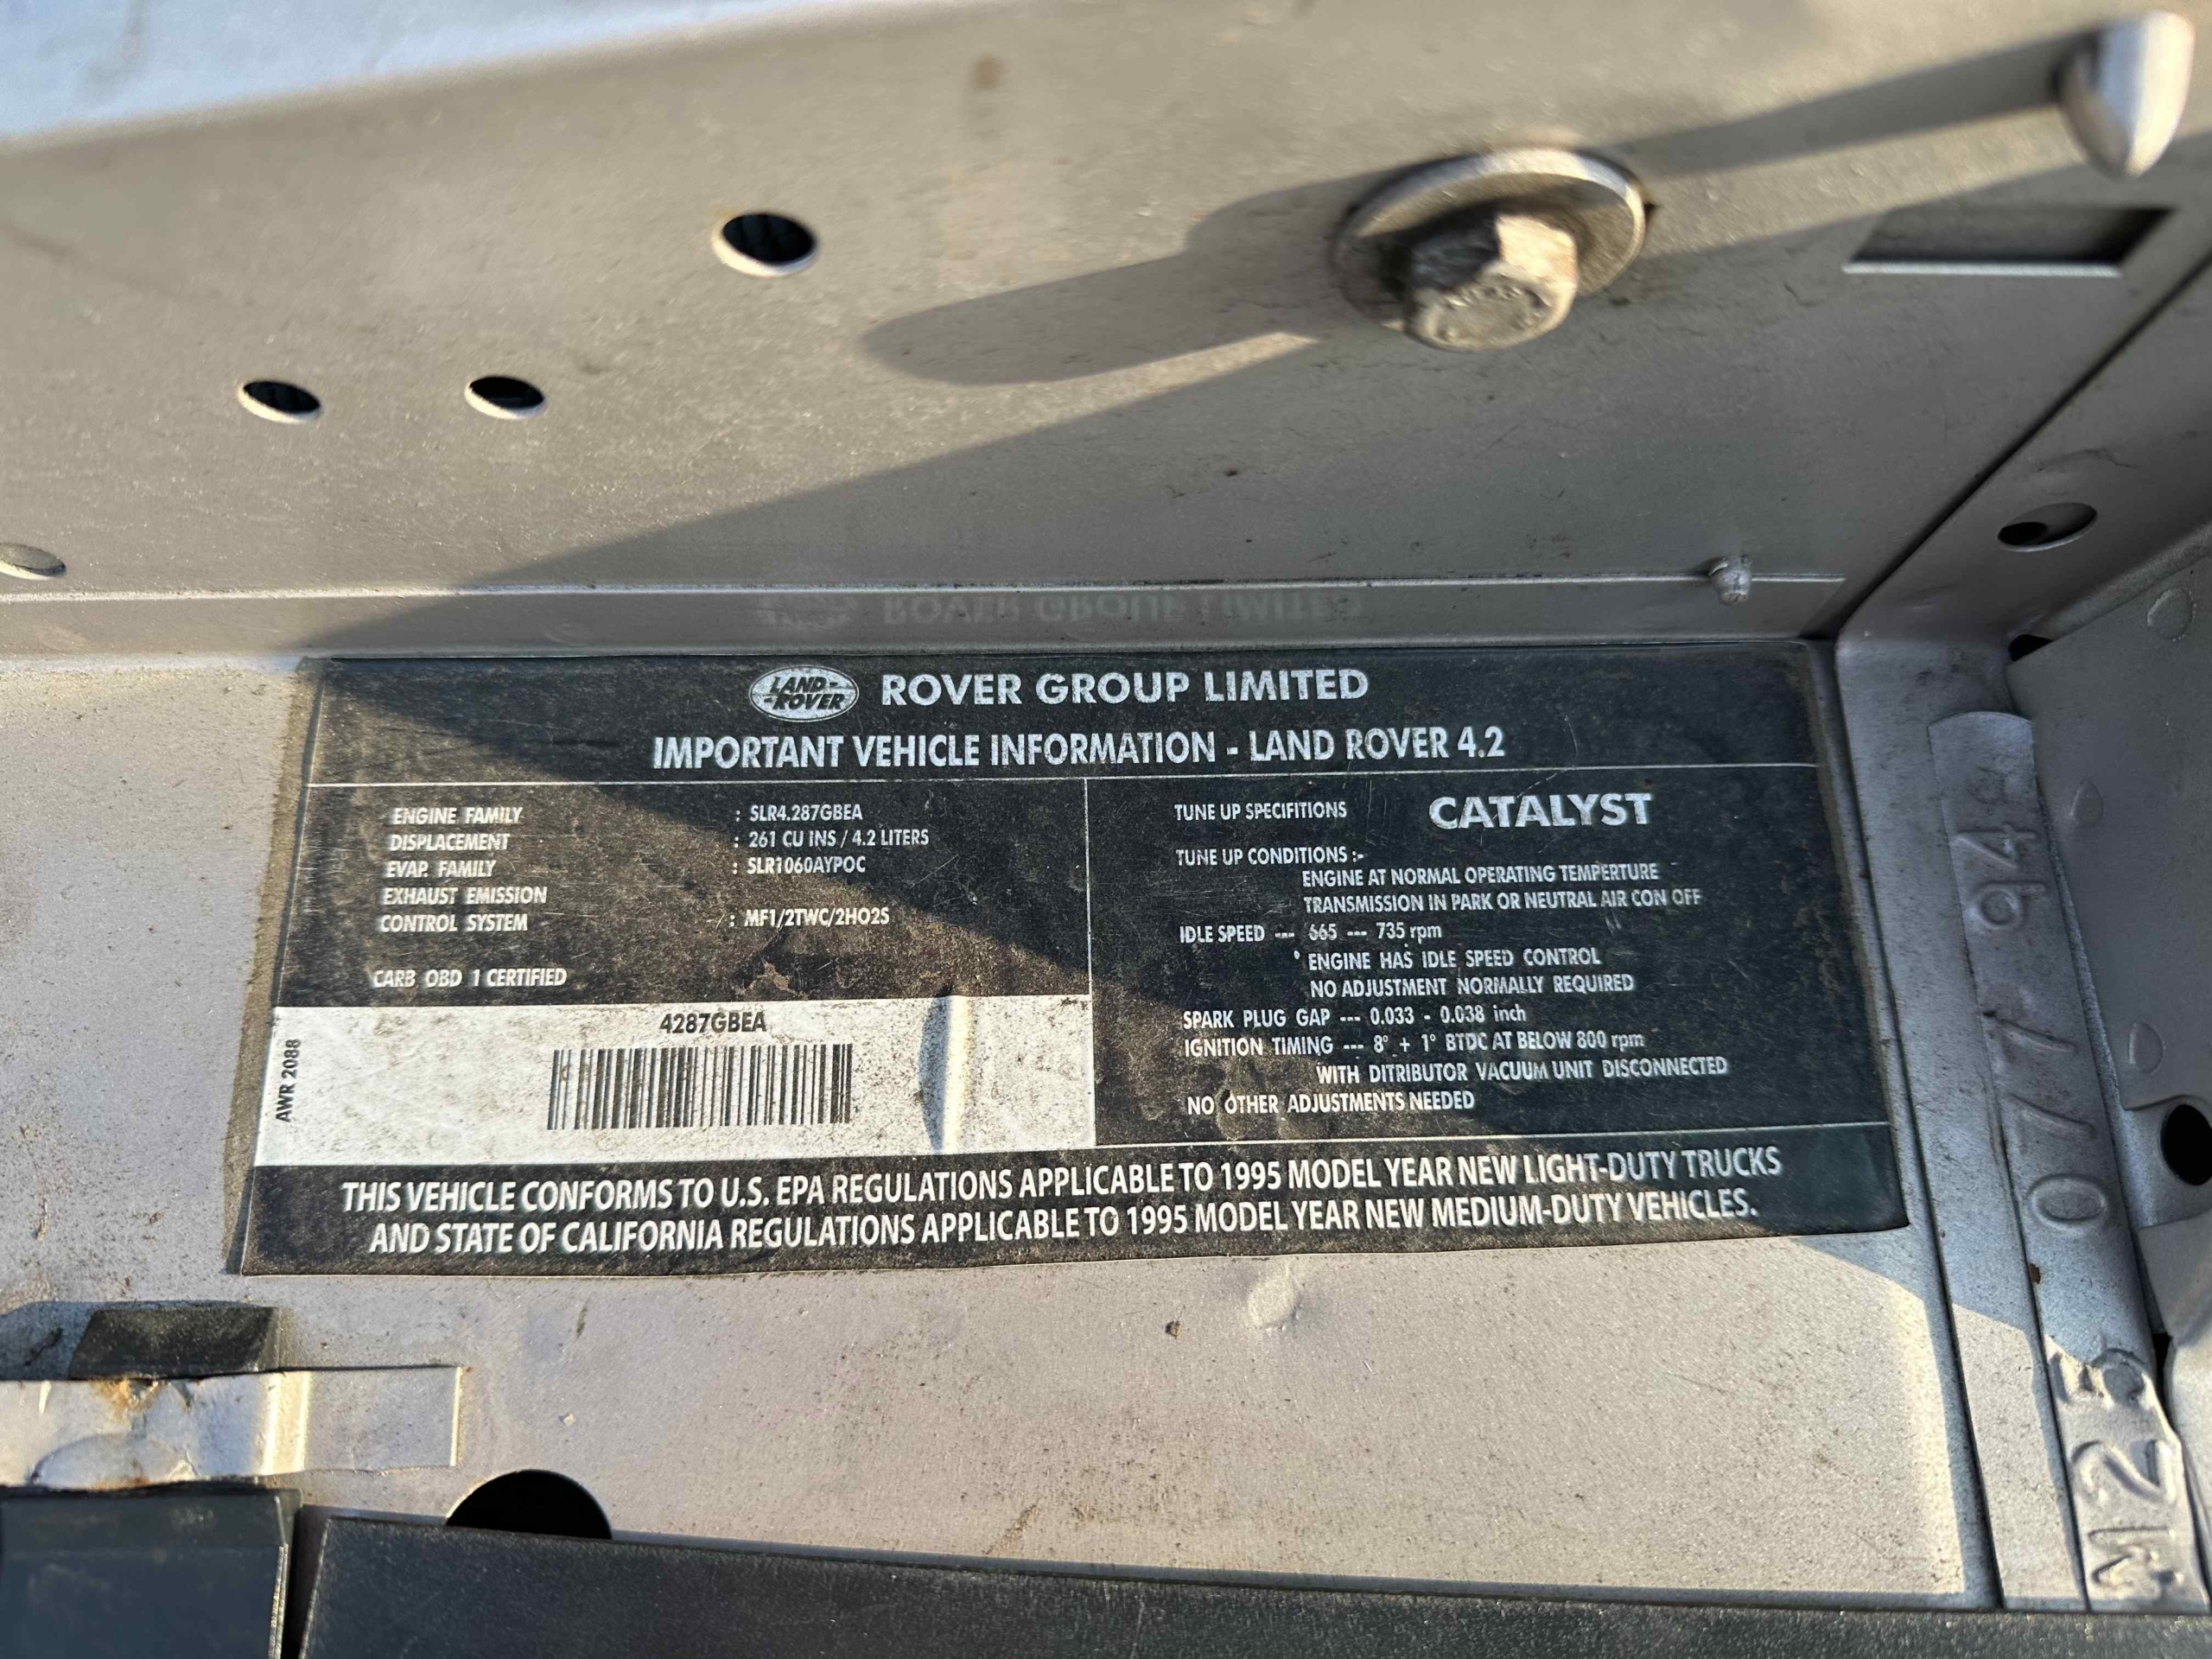 LAND-
-ROVER
ROVER GROUP LIMITED
IMPORTANT VEHICLE INFORMATION - LAND ROVER 4.2
ENGINE FAMILY : SLR4.287GBEA
DISPLACEMENT : 261 CU INS / 4.2 LITERS
EVAP. FAMILY : SLR1060AYPOC
EXHAUST EMISSION
CONTROL SYSTEM : MF1/2TWC/2HO2S
CARB OBD 1 CERTIFIED
4287GBEA
AWR 2088
TUNE UP SPECIFITIONS CATALYST
TUNE UP CONDITIONS :-
ENGINE AT NORMAL OPERATING TEMPERTURE
TRANSMISSION IN PARK OR NEUTRAL AIR CON OFF
IDLE SPEED --- 665 --- 735 rpm
* ENGINE HAS IDLE SPEED CONTROL
NO ADJUSTMENT NORMALLY REQUIRED
SPARK PLUG GAP --- 0.033 - 0.038 inch
IGNITION TIMING --- 8° + 1° BTDC AT BELOW 800 rpm
WITH DITRIBUTOR VACUUM UNIT DISCONNECTED
NO OTHER ADJUSTMENTS NEEDED
THIS VEHICLE CONFORMS TO U.S. EPA REGULATIONS APPLICABLE TO 1995 MODEL YEAR NEW LIGHT-DUTY TRUCKS
AND STATE OF CALIFORNIA REGULATIONS APPLICABLE TO 1995 MODEL YEAR NEW MEDIUM-DUTY VEHICLES.
M23 077-94